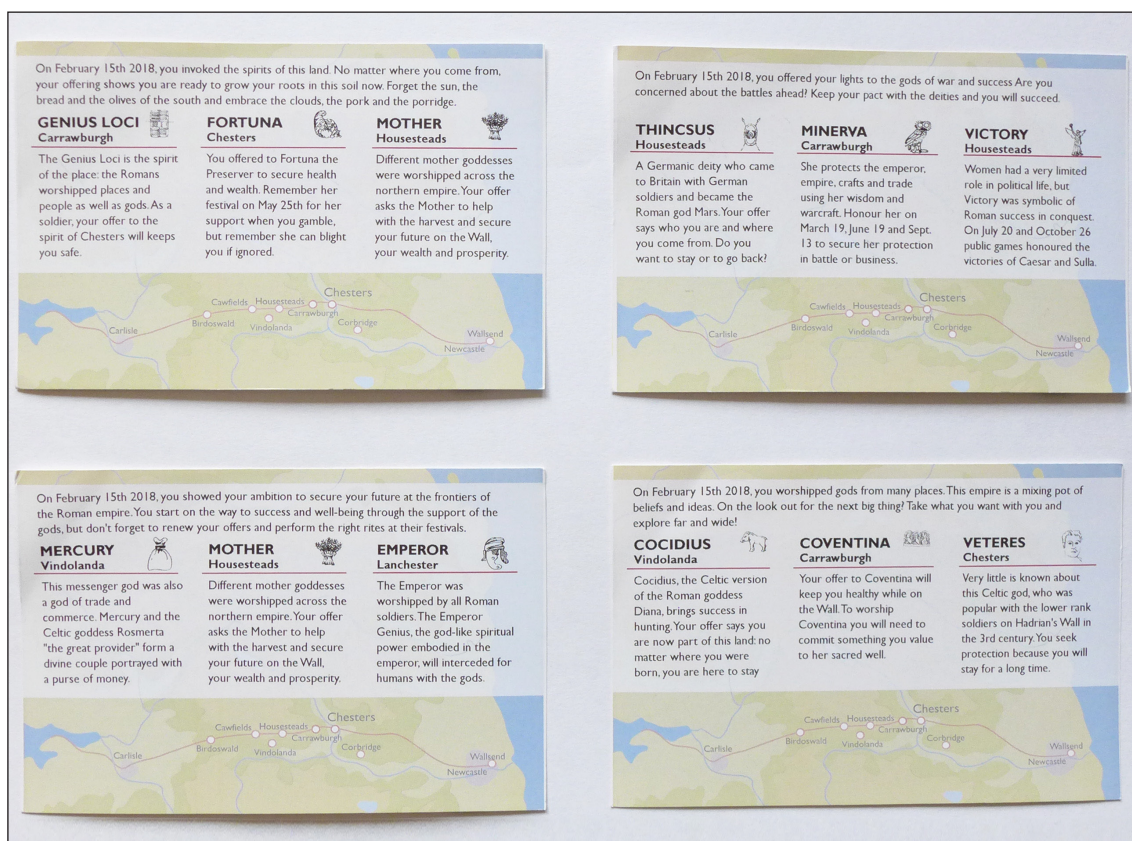 On February 15th 2018, you invoked the spirits of this land. No matter where you come from,
your offering shows you are ready to grow your roots in this soil now. Forget the sun, the
bread and the olives of the south and embrace the clouds, the pork and the porridge.
GENIUS LOCI
Carrawburgh
The Genius Loci is the spirit
of the place: the Romans
worshipped places and
people as well as gods. As a
soldier, your offer to the
spirit of Chesters will keeps
you safe.
FORTUNA
Chesters
You offered to Fortuna the
Preserver to secure health
and wealth. Remember her
festival on May 25th for her
support when you gamble,
but remember she can blight
you if ignored.
MOTHER
Housesteads
Different mother goddesses
were worshipped across the
northern empire. Your offer
asks the Mother to help
with the harvest and secure
your future on the Wall,
your wealth and prosperity.
Chesters
Cawfields Housesteads
Carrawburgh
Carlisle
Birdoswald
Vindolanda
Corbridge
Wallsend
Newcastle
On February 15th 2018, you offered your lights to the gods of war and success Are you
concerned about the battles ahead? Keep your pact with the deities and you will succeed.
THINCSUS
Housesteads
A Germanic deity who came
to Britain with German
soldiers and became the
Roman god Mars. Your offer
says who you are and where
you come from. Do you
want to stay or to go back?
MINERVA
Carrawburgh
She protects the emperor,
empire, crafts and trade
using her wisdom and
warcraft. Honour her on
March 19, June 19 and Sept.
13 to secure her protection
in battle or business.
VICTORY
Housesteads
Women had a very limited
role in political life, but
Victory was symbolic of
Roman success in conquest.
On July 20 and October 26
public games honoured the
victories of Caesar and Sulla.
Chesters
Cawfields Housesteads
Carrawburgh
Carlisle
Birdoswald
Vindolanda
Corbridge
Wallsend
Newcastle
On February 15th 2018, you showed your ambition to secure your future at the frontiers of
the Roman empire. You start on the way to success and well-being through the support of the
gods, but don't forget to renew your offers and perform the right rites at their festivals.
MERCURY
Vindolanda
This messenger god was also
a god of trade and
commerce. Mercury and the
Celtic goddess Rosmerta
"the great provider" form a
divine couple portrayed with
a purse of money.
MOTHER
Housesteads
Different mother goddesses
were worshipped across the
northern empire. Your offer
asks the Mother to help
with the harvest and secure
your future on the Wall,
your wealth and prosperity.
EMPEROR
Lanchester
The Emperor was
worshipped by all Roman
soldiers. The Emperor
Genius, the god-like spiritual
power embodied in the
emperor, will interceded for
humans with the gods.
Chesters
Cawfields Housesteads
Carrawburgh
Carlisle
Birdoswald
Vindolanda
Corbridge
Wallsend
Newcastle
On February 15th 2018, you worshipped gods from many places. This empire is a mixing pot of
beliefs and ideas. On the look out for the next big thing? Take what you want with you and
explore far and wide!
COCIDIUS
Vindolanda
Cocidius, the Celtic version
of the Roman goddess
Diana, brings success in
hunting. Your offer says you
are now part of this land: no
matter where you were
born, you are here to stay
COVENTINA
Carrawburgh
Your offer to Coventina will
keep you healthy while on
the Wall. To worship
Coventina you will need to
commit something you value
to her sacred well.
VETERES
Chesters
Very little is known about
this Celtic god, who was
popular with the lower rank
soldiers on Hadrian's Wall in
the 3rd century. You seek
protection because you will
stay for a long time.
Chesters
Cawfields Housesteads
Carrawburgh
Carlisle
Birdoswald
Vindolanda
Corbridge
Wallsend
Newcastle